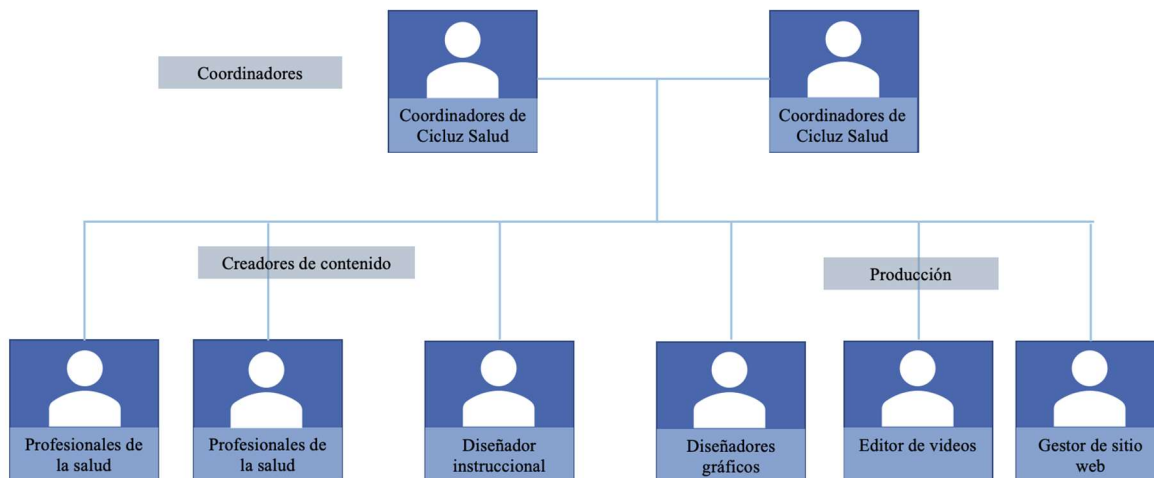 Coordinadores
Coordinadores de
Cicluz Salud
Coordinadores de
Cicluz Salud
Creadores de contenido
Producción
Profesionales de
la salud
Profesionales de
la salud
Diseñador
instruccional
Diseñadores
gráficos
Editor de videos
Gestor de sitio
web